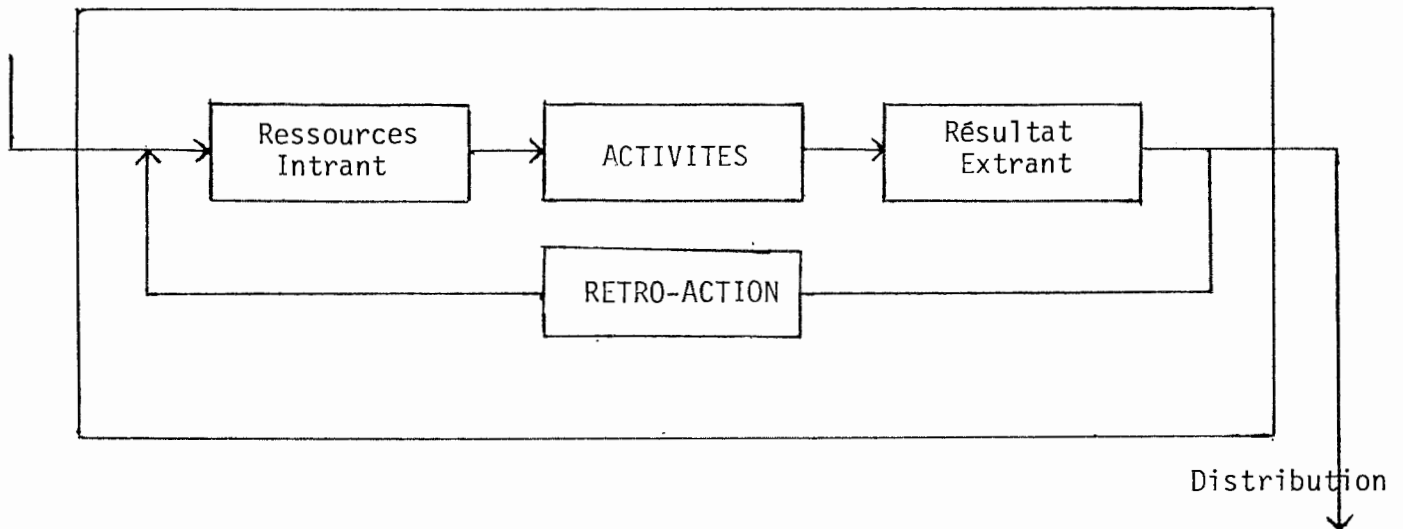 Ressources
Intrant
ACTIVITES
Résultat
Extrant
RETRO-ACTION
Distribution